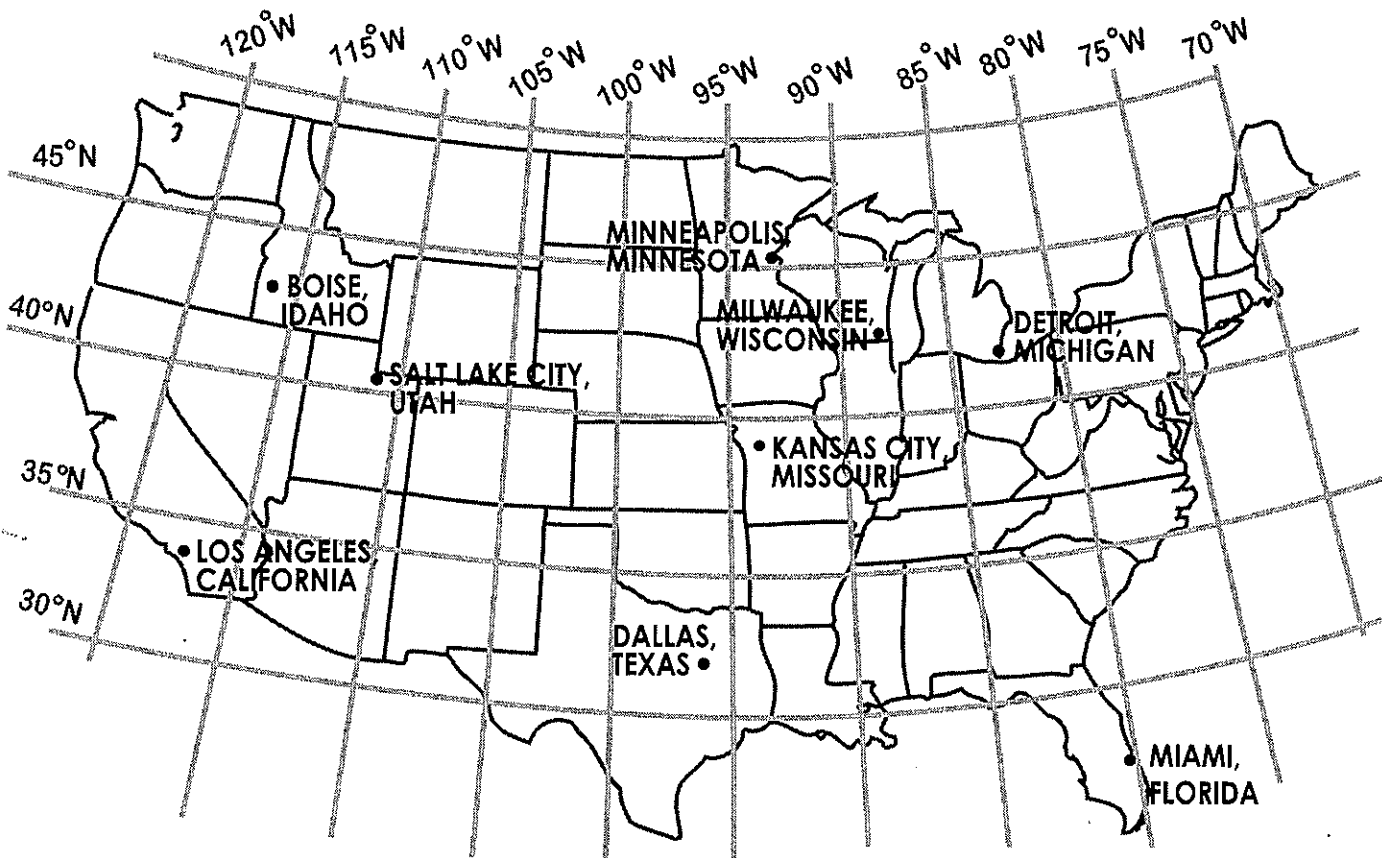 120°W
115°W
110°W
105°W
100°W
95°W
90°W
85°W
80°W
75°W
70°W
45°N
40°N
35°N
30°N
MINNEAPOLIS,
MINNESOTA
BOISE,
IDAHO
MILWAUKEE,
WISCONSIN
DETROIT,
MICHIGAN
SALT LAKE CITY,
UTAH
KANSAS CITY,
MISSOURI
LOS ANGELES,
CALIFORNIA
DALLAS,
TEXAS
MIAMI,
FLORIDA